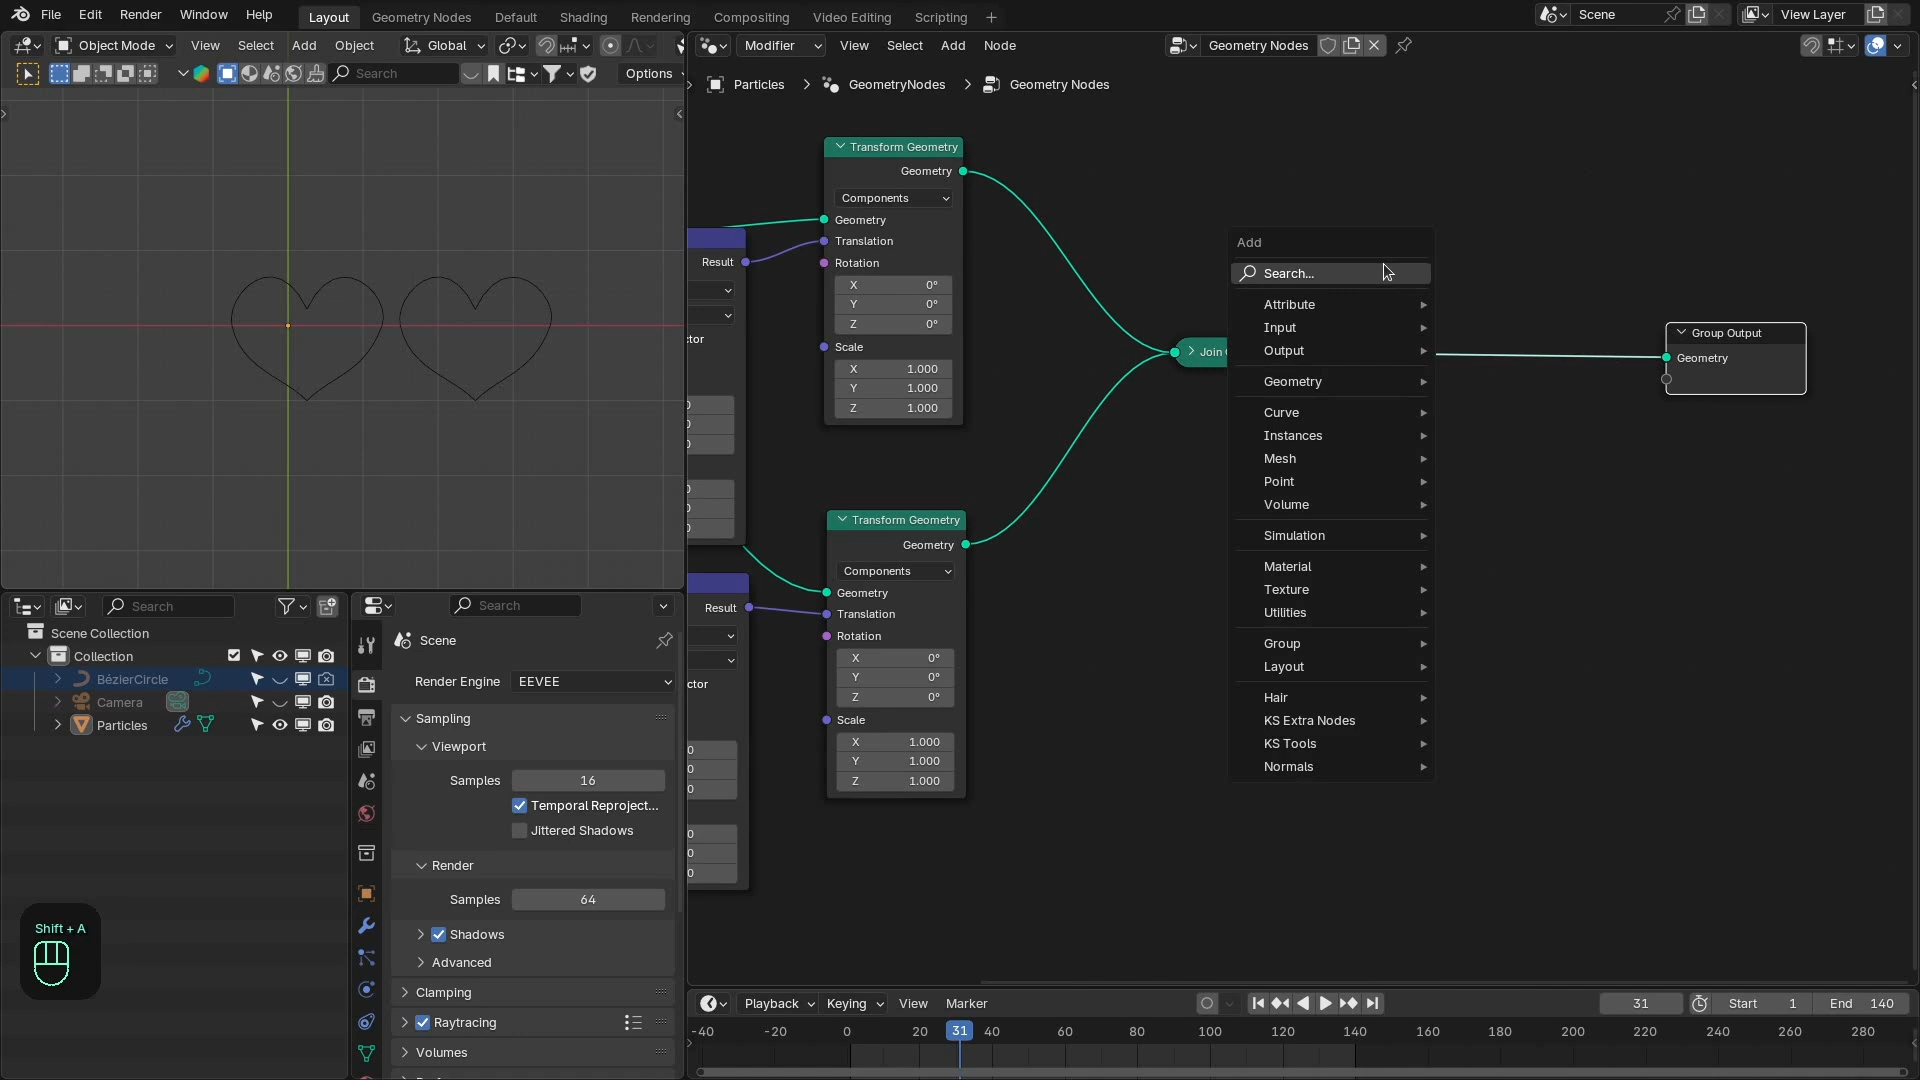 File Edit Render Window Help Layout Geometry Nodes Default Shading Rendering Compositing Video Editing Scripting + Scene View Layer
Object Mode View Select Add Object Global
Search Options
Modifier View Select Add Node Geometry Nodes
Particles > GeometryNodes > Geometry Nodes
Transform Geometry
Geometry
Components
Geometry
Translation
Rotation
X 0°
Y 0°
Z 0°
Scale
X 1.000
Y 1.000
Z 1.000
Result
ctor
Transform Geometry
Geometry
Components
Geometry
Translation
Rotation
X 0°
Y 0°
Z 0°
Scale
X 1.000
Y 1.000
Z 1.000
Result
ctor
Join
Add
Search...
Attribute
Input
Output
Geometry
Curve
Instances
Mesh
Point
Volume
Simulation
Material
Texture
Utilities
Group
Layout
Hair
KS Extra Nodes
KS Tools
Normals
Group Output
Geometry
Search
Scene Collection
Collection
BézierCircle
Camera
Particles
Shift + A
Search
Scene
Render Engine EEVEE
Sampling
Viewport
Samples 16
Temporal Reproject...
Jittered Shadows
Render
Samples 64
Shadows
Advanced
Clamping
Raytracing
Volumes
Playback Keying View Marker 31 Start 1 End 140
-40 -20 0 20 31 40 60 80 100 120 140 160 180 200 220 240 260 280